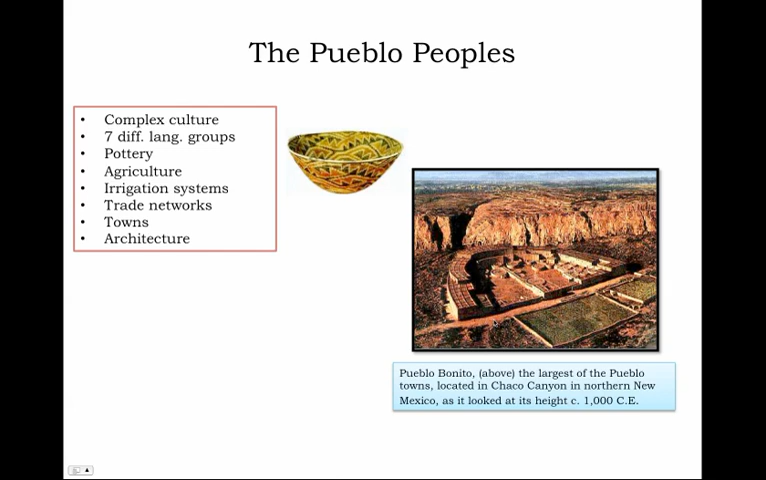 The Pueblo Peoples
• Complex culture
• 7 diff. lang. groups
• Pottery
• Agriculture
• Irrigation systems
• Trade networks
• Towns
• Architecture
Pueblo Bonito, (above) the largest of the Pueblo
towns, located in Chaco Canyon in northern New
Mexico, as it looked at its height c. 1,000 C.E.